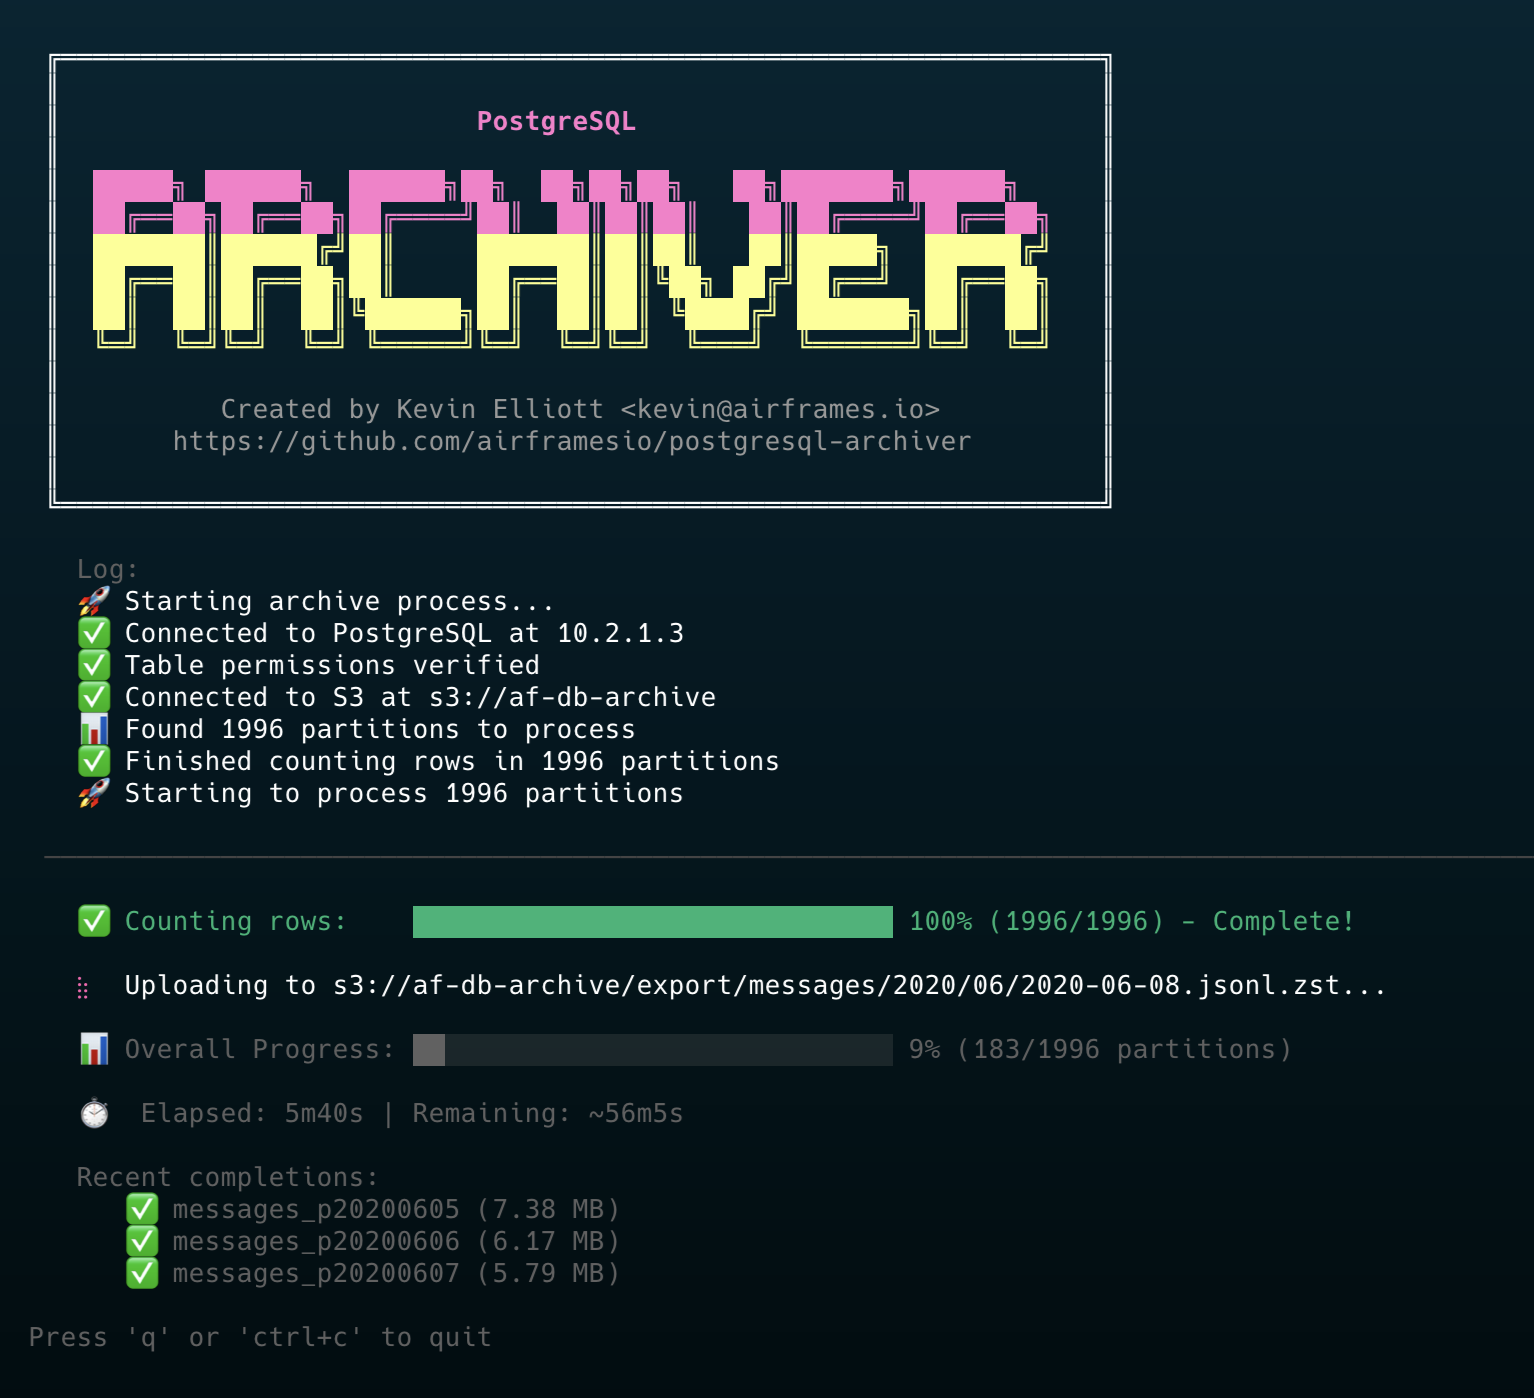 PostgreSQL
ARCHIVER
Created by Kevin Elliott <kevin@airframes.io>
https://github.com/airframesio/postgresql-archiver
Log:
🚀 Starting archive process...
✅ Connected to PostgreSQL at 10.2.1.3
✅ Table permissions verified
✅ Connected to S3 at s3://af-db-archive
📊 Found 1996 partitions to process
✅ Finished counting rows in 1996 partitions
🚀 Starting to process 1996 partitions
✅ Counting rows: 100% (1996/1996) - Complete!
Uploading to s3://af-db-archive/export/messages/2020/06/2020-06-08.jsonl.zst...
📊 Overall Progress: 9% (183/1996 partitions)
⏱️ Elapsed: 5m40s | Remaining: ~56m5s
Recent completions:
✅ messages_p20200605 (7.38 MB)
✅ messages_p20200606 (6.17 MB)
✅ messages_p20200607 (5.79 MB)
Press 'q' or 'ctrl+c' to quit